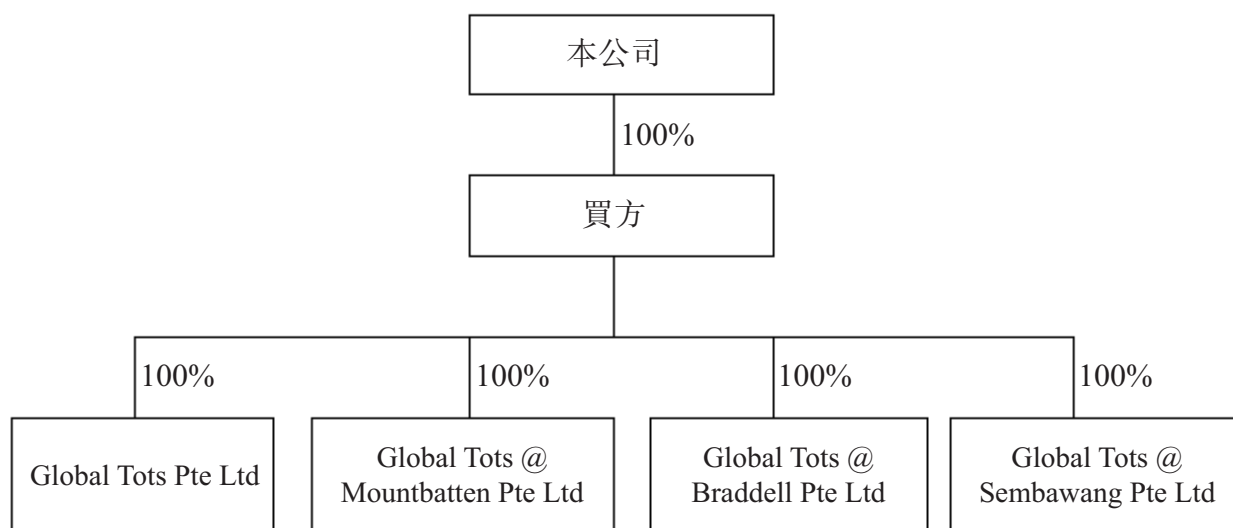 本公司
100%
買方
100%
100%
100%
100%
Global Tots Pte Ltd
Global Tots @
Mountbatten Pte Ltd
Global Tots @
Braddell Pte Ltd
Global Tots @
Sembawang Pte Ltd